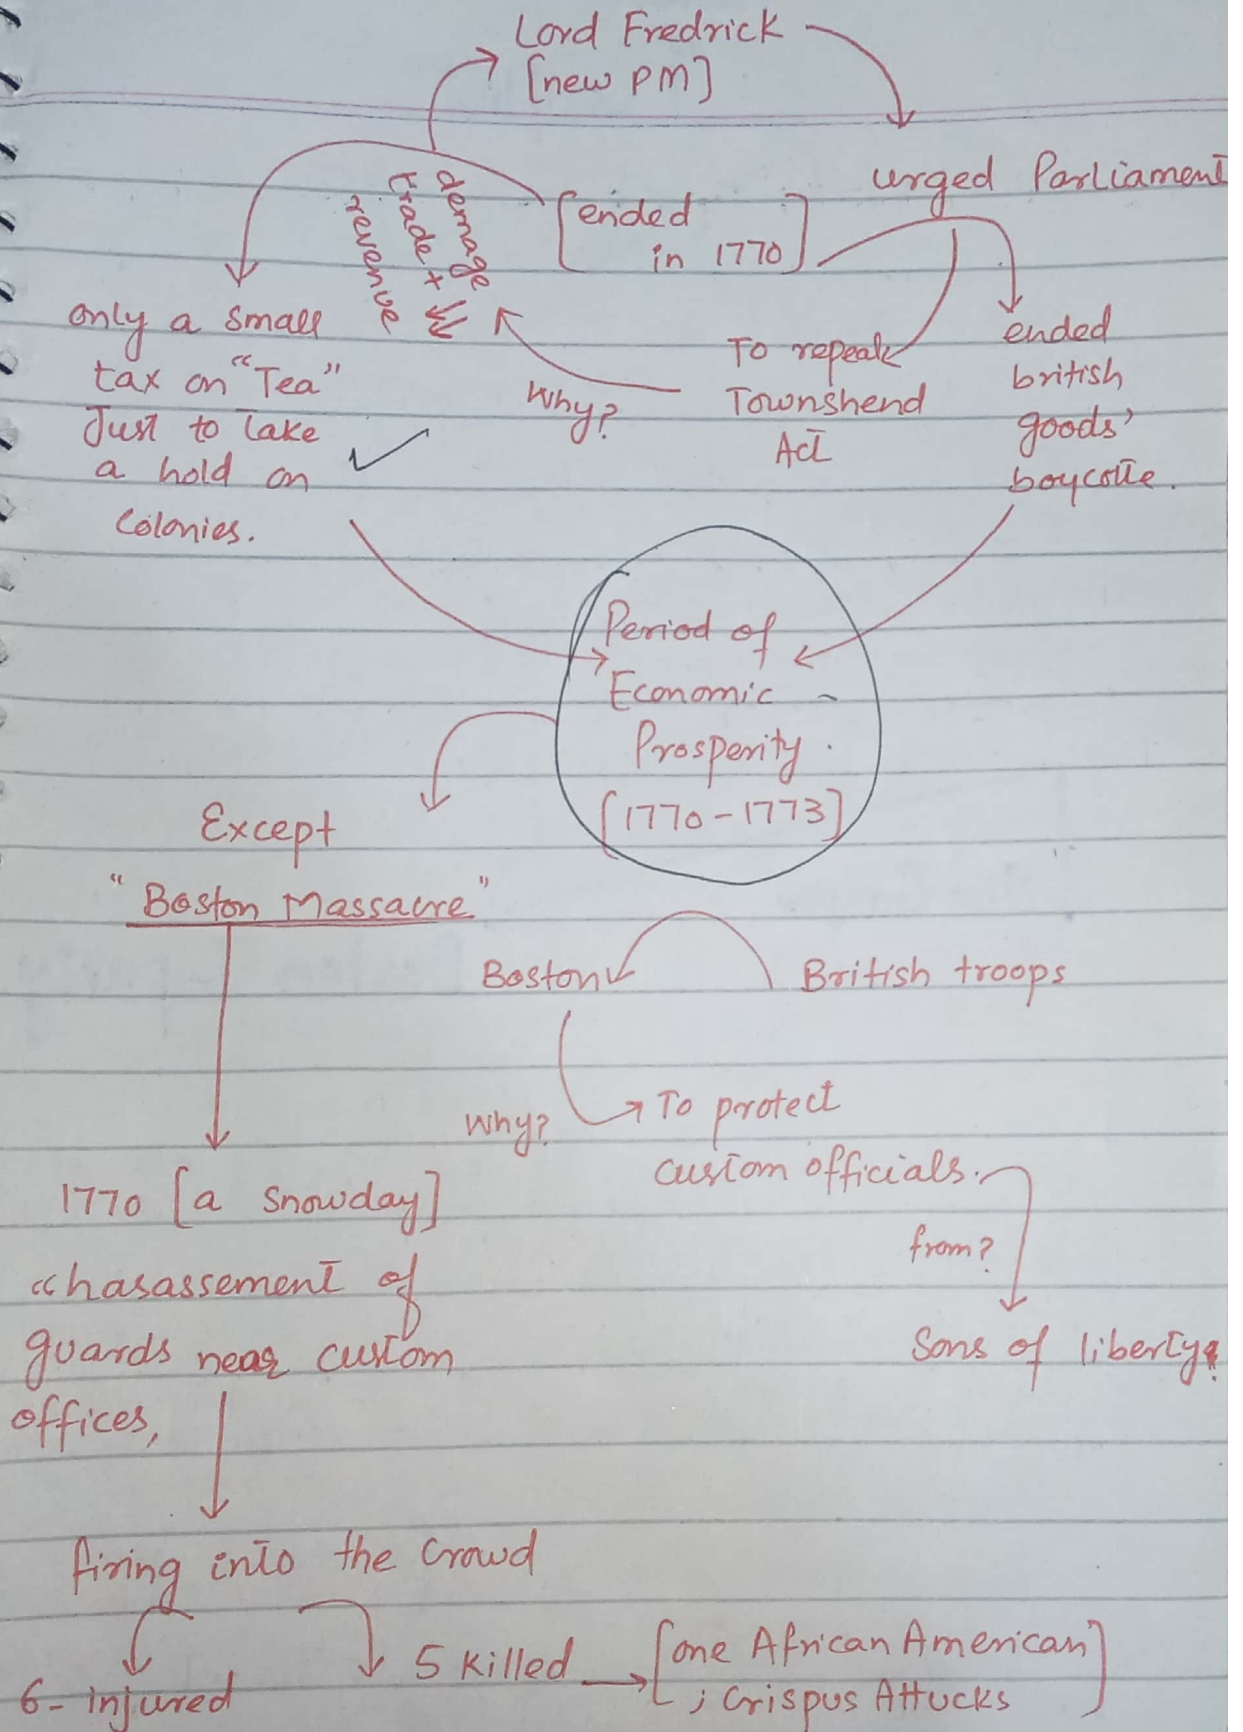 Lord Fredrick
[new PM]
urged Parliament
[ended
in 1770]
demage
trade +
revenue
only a small
tax on "Tea"
Just to take
a hold on
Colonies.
Why?
To repeale
Townshend
Act
ended
british
goods'
boycotte.
Period of
Economic
Prosperity.
[1770-1773]
Except
"Boston Massacre"
Boston
British troops
Why?
To protect
custom officials.
from?
Sons of liberty.
1770 [a snowday]
"hasassement of
guards near custom
offices,
firing into the crowd
6- injured
5 killed
[one African American
; Crispus Attucks]